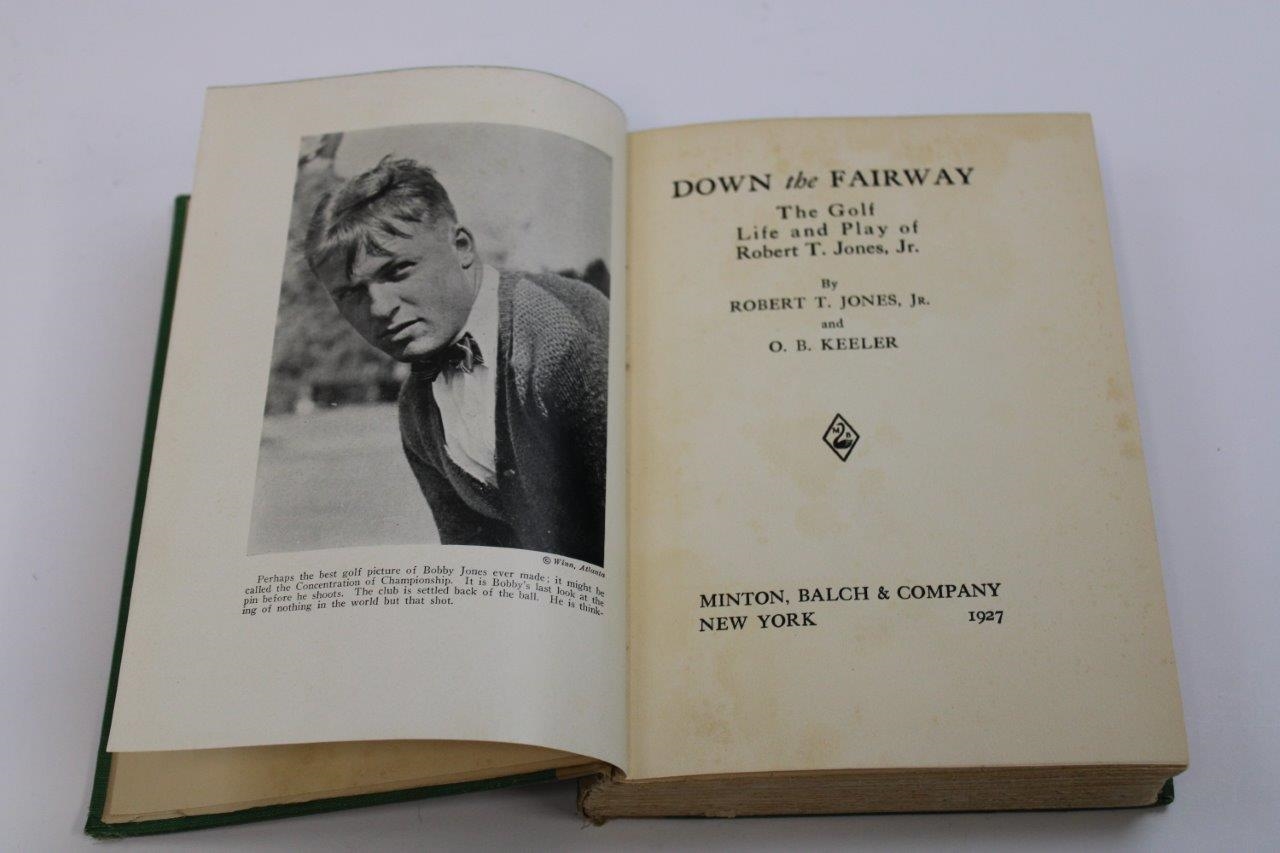 © Winn, Atlanta
Perhaps the best golf picture of Bobby Jones ever made; it might be
called the Concentration of Championship. It is Bobby's last look at the
pin before he shoots. The club is settled back of the ball. He is think-
ing of nothing in the world but that shot.
DOWN the FAIRWAY
The Golf
Life and Play of
Robert T. Jones, Jr.
By
ROBERT T. JONES, JR.
and
O. B. KEELER
M B
MINTON, BALCH & COMPANY
NEW YORK 1927